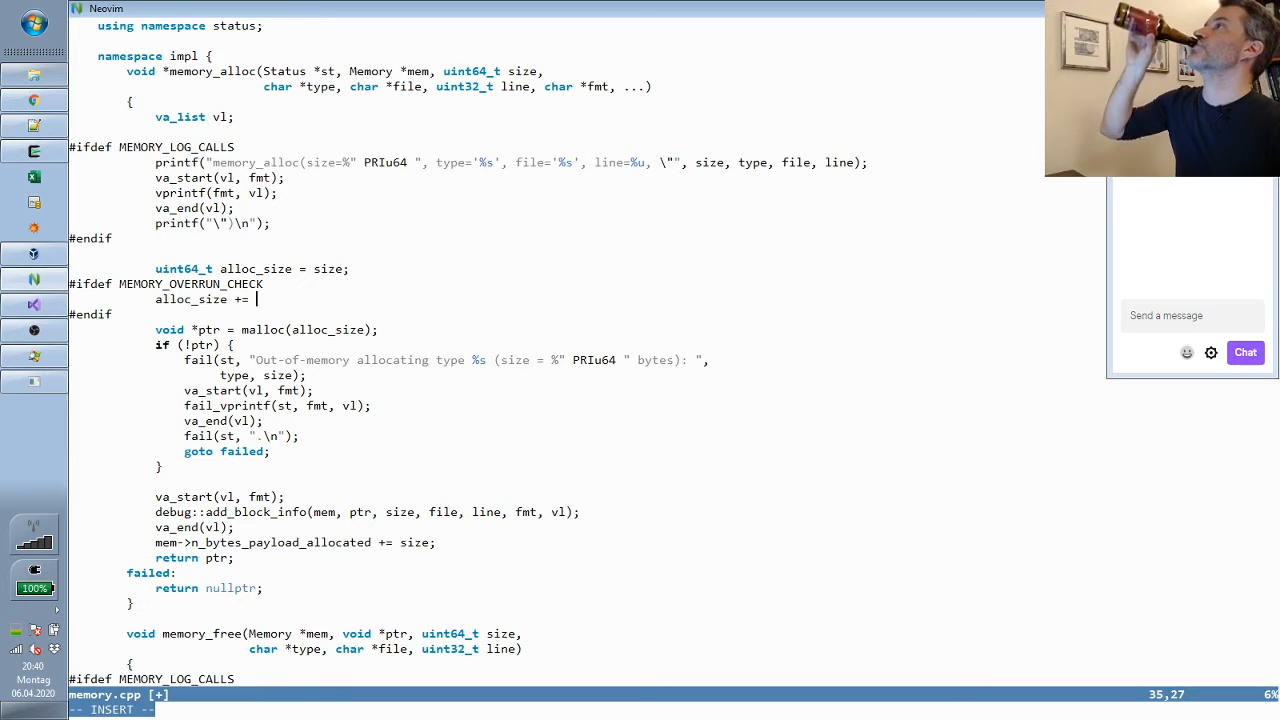 Neovim
using namespace status;
namespace impl {
void *memory_alloc(Status *st, Memory *mem, uint64_t size,
char *type, char *file, uint32_t line, char *fmt, ...)
{
va_list vl;
#ifdef MEMORY_LOG_CALLS
printf("memory_alloc(size=%" PRIu64 ", type='%s', file='%s', line=%u, \"", size, type, file, line);
va_start(vl, fmt);
vprintf(fmt, vl);
va_end(vl);
printf("\")\n");
#endif
uint64_t alloc_size = size;
#ifdef MEMORY_OVERRUN_CHECK
alloc_size +=
#endif
void *ptr = malloc(alloc_size);
if (!ptr) {
fail(st, "Out-of-memory allocating type %s (size = %" PRIu64 " bytes): ",
type, size);
va_start(vl, fmt);
fail_vprintf(st, fmt, vl);
va_end(vl);
fail(st, ".\n");
goto failed;
}
va_start(vl, fmt);
debug::add_block_info(mem, ptr, size, file, line, fmt, vl);
va_end(vl);
mem->n_bytes_payload_allocated += size;
return ptr;
failed:
return nullptr;
}
void memory_free(Memory *mem, void *ptr, uint64_t size,
char *type, char *file, uint32_t line)
{
#ifdef MEMORY_LOG_CALLS
memory.cpp [+] 35,27 6%
-- INSERT --
Send a message
Chat
100%
20:40
Montag
06.04.2020